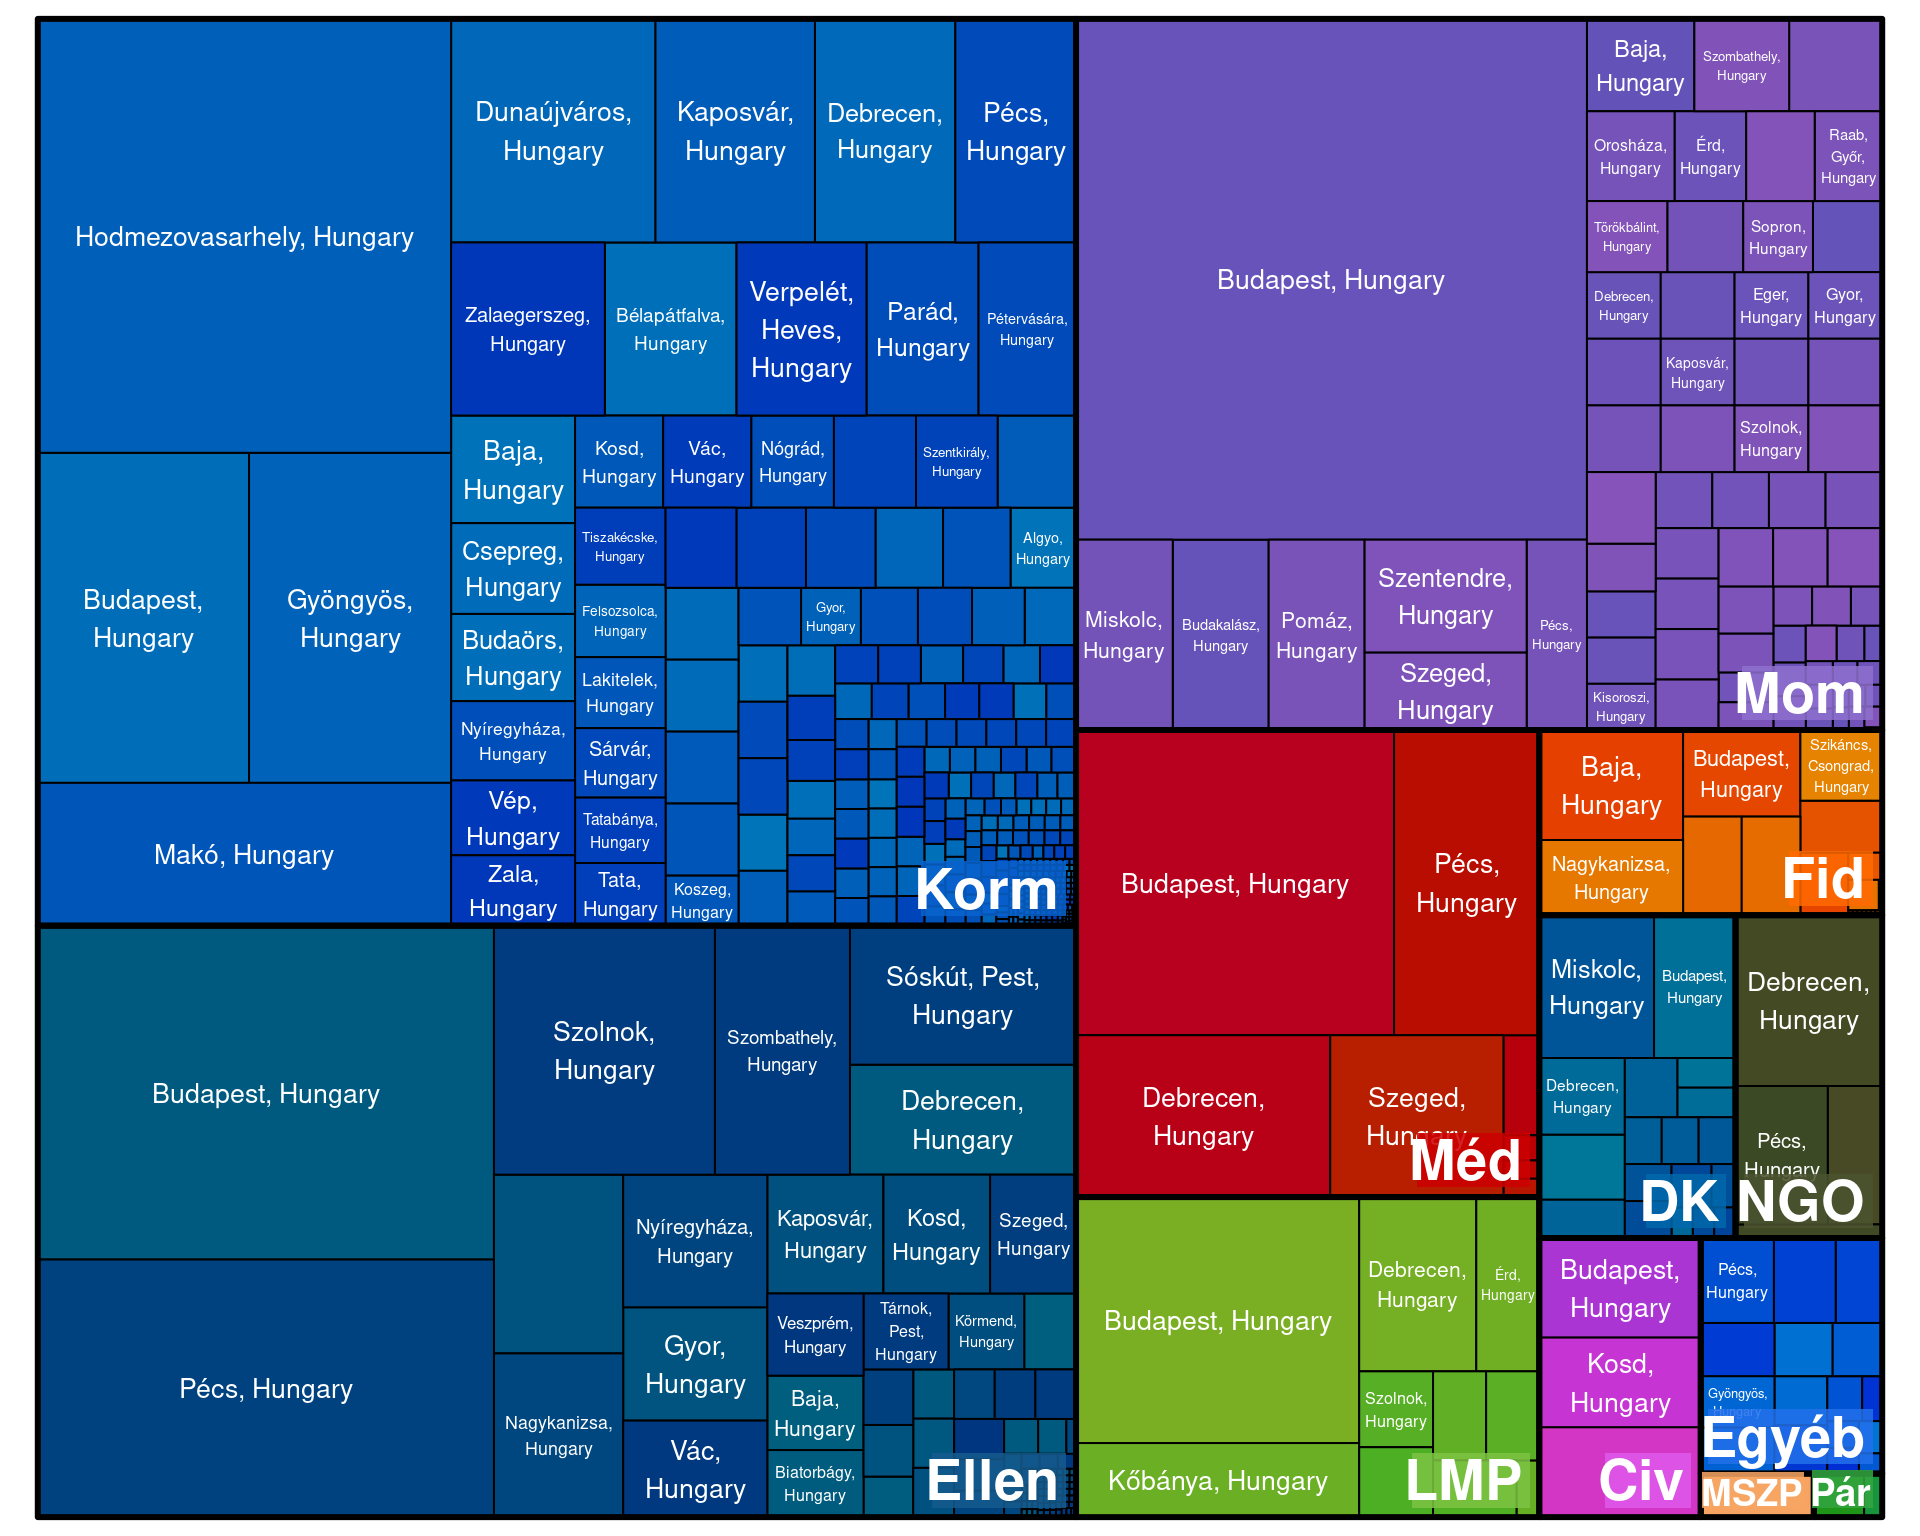 Hodmezovasarhely, Hungary
Budapest,
Hungary
Gyöngyös,
Hungary
Makó, Hungary
Dunaújváros,
Hungary
Kaposvár,
Hungary
Debrecen,
Hungary
Pécs,
Hungary
Zalaegerszeg,
Hungary
Bélapátfalva,
Hungary
Verpelét,
Heves,
Hungary
Parád,
Hungary
Pétervására,
Hungary
Baja,
Hungary
Csepreg,
Hungary
Budaörs,
Hungary
Nyíregyháza,
Hungary
Vép,
Hungary
Zala,
Hungary
Kosd,
Hungary
Vác,
Hungary
Nógrád,
Hungary
Szentkirály,
Hungary
Tiszakécske,
Hungary
Algyo,
Hungary
Felsozsolca,
Hungary
Gyor,
Hungary
Lakitelek,
Hungary
Sárvár,
Hungary
Tatabánya,
Hungary
Tata,
Hungary
Koszeg,
Hungary
Korm
Budapest, Hungary
Miskolc,
Hungary
Budakalász,
Hungary
Pomáz,
Hungary
Szentendre,
Hungary
Szeged,
Hungary
Pécs,
Hungary
Baja,
Hungary
Szombathely,
Hungary
Orosháza,
Hungary
Érd,
Hungary
Raab,
Győr,
Hungary
Törökbálint,
Hungary
Sopron,
Hungary
Debrecen,
Hungary
Eger,
Hungary
Gyor,
Hungary
Kaposvár,
Hungary
Szolnok,
Hungary
Kisoroszi,
Hungary
Mom
Budapest, Hungary
Pécs, Hungary
Szolnok,
Hungary
Szombathely,
Hungary
Sóskút, Pest,
Hungary
Debrecen,
Hungary
Nagykanizsa,
Hungary
Nyíregyháza,
Hungary
Gyor,
Hungary
Vác,
Hungary
Kaposvár,
Hungary
Kosd,
Hungary
Szeged,
Hungary
Veszprém,
Hungary
Tárnok,
Pest,
Hungary
Körmend,
Hungary
Baja,
Hungary
Biatorbágy,
Hungary
Ellen
Budapest, Hungary
Pécs,
Hungary
Debrecen,
Hungary
Szeged,
Hungary
Méd
Budapest, Hungary
Kőbánya, Hungary
Debrecen,
Hungary
Érd,
Hungary
Szolnok,
Hungary
LMP
Baja,
Hungary
Nagykanizsa,
Hungary
Budapest,
Hungary
Szikáncs,
Csongrad,
Hungary
Fid
Miskolc,
Hungary
Budapest,
Hungary
Debrecen,
Hungary
DK
Debrecen,
Hungary
Pécs,
Hungary
NGO
Budapest,
Hungary
Kosd,
Hungary
Civ
Pécs,
Hungary
Gyöngyös,
Hungary
Egyéb
MSZP
Pár